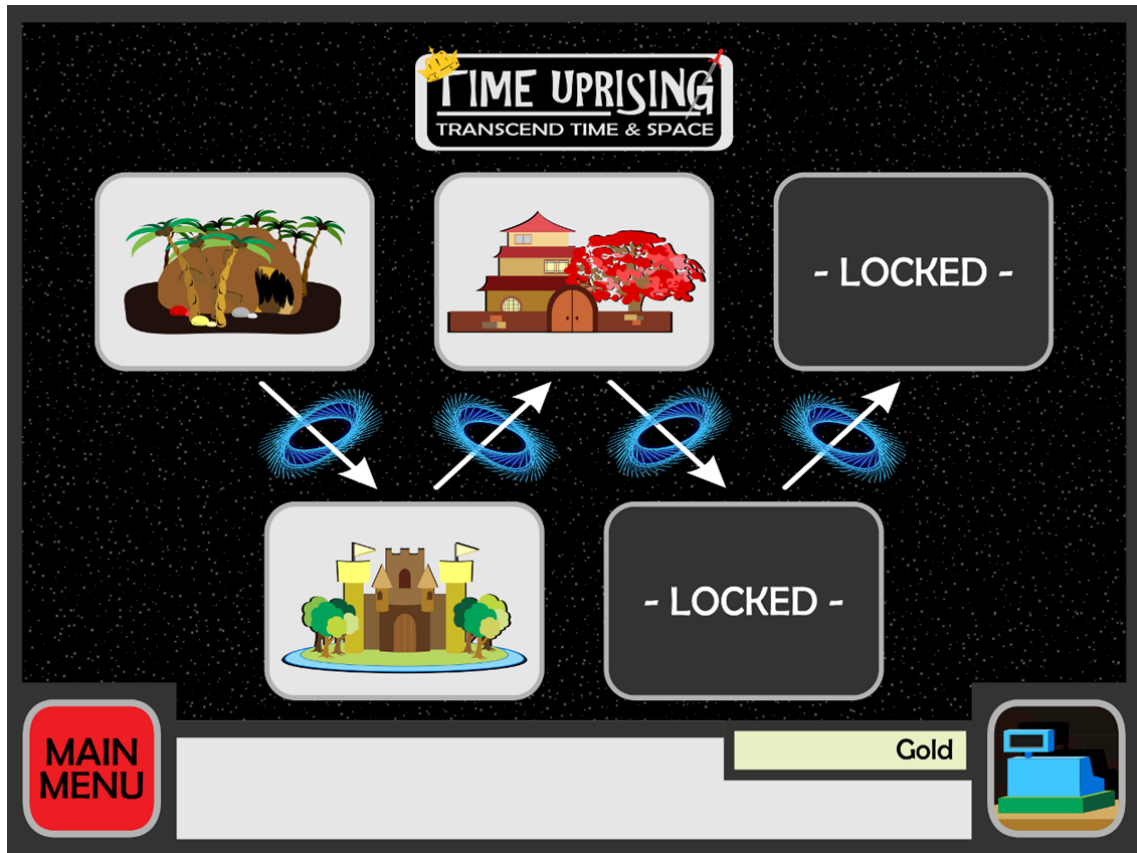 TIME UPRISING
TRANSCEND TIME & SPACE
- LOCKED -
- LOCKED -
MAIN
MENU
Gold